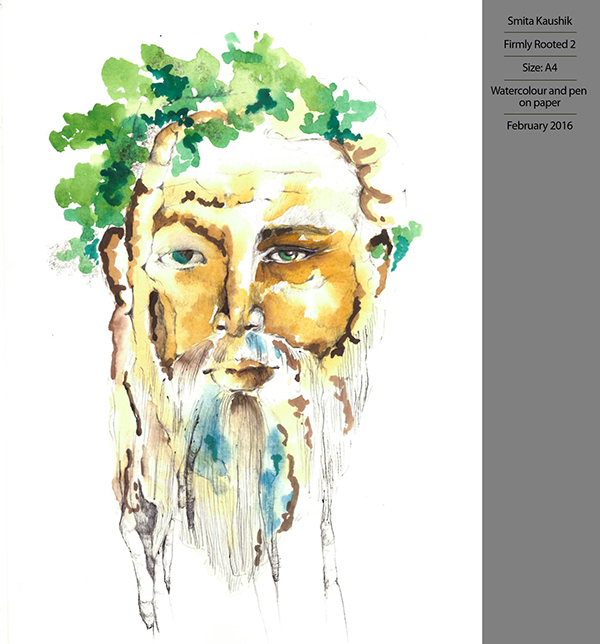 Smita Kaushik
Firmly Rooted 2
Size: A4
Watercolour and pen
on paper
February 2016